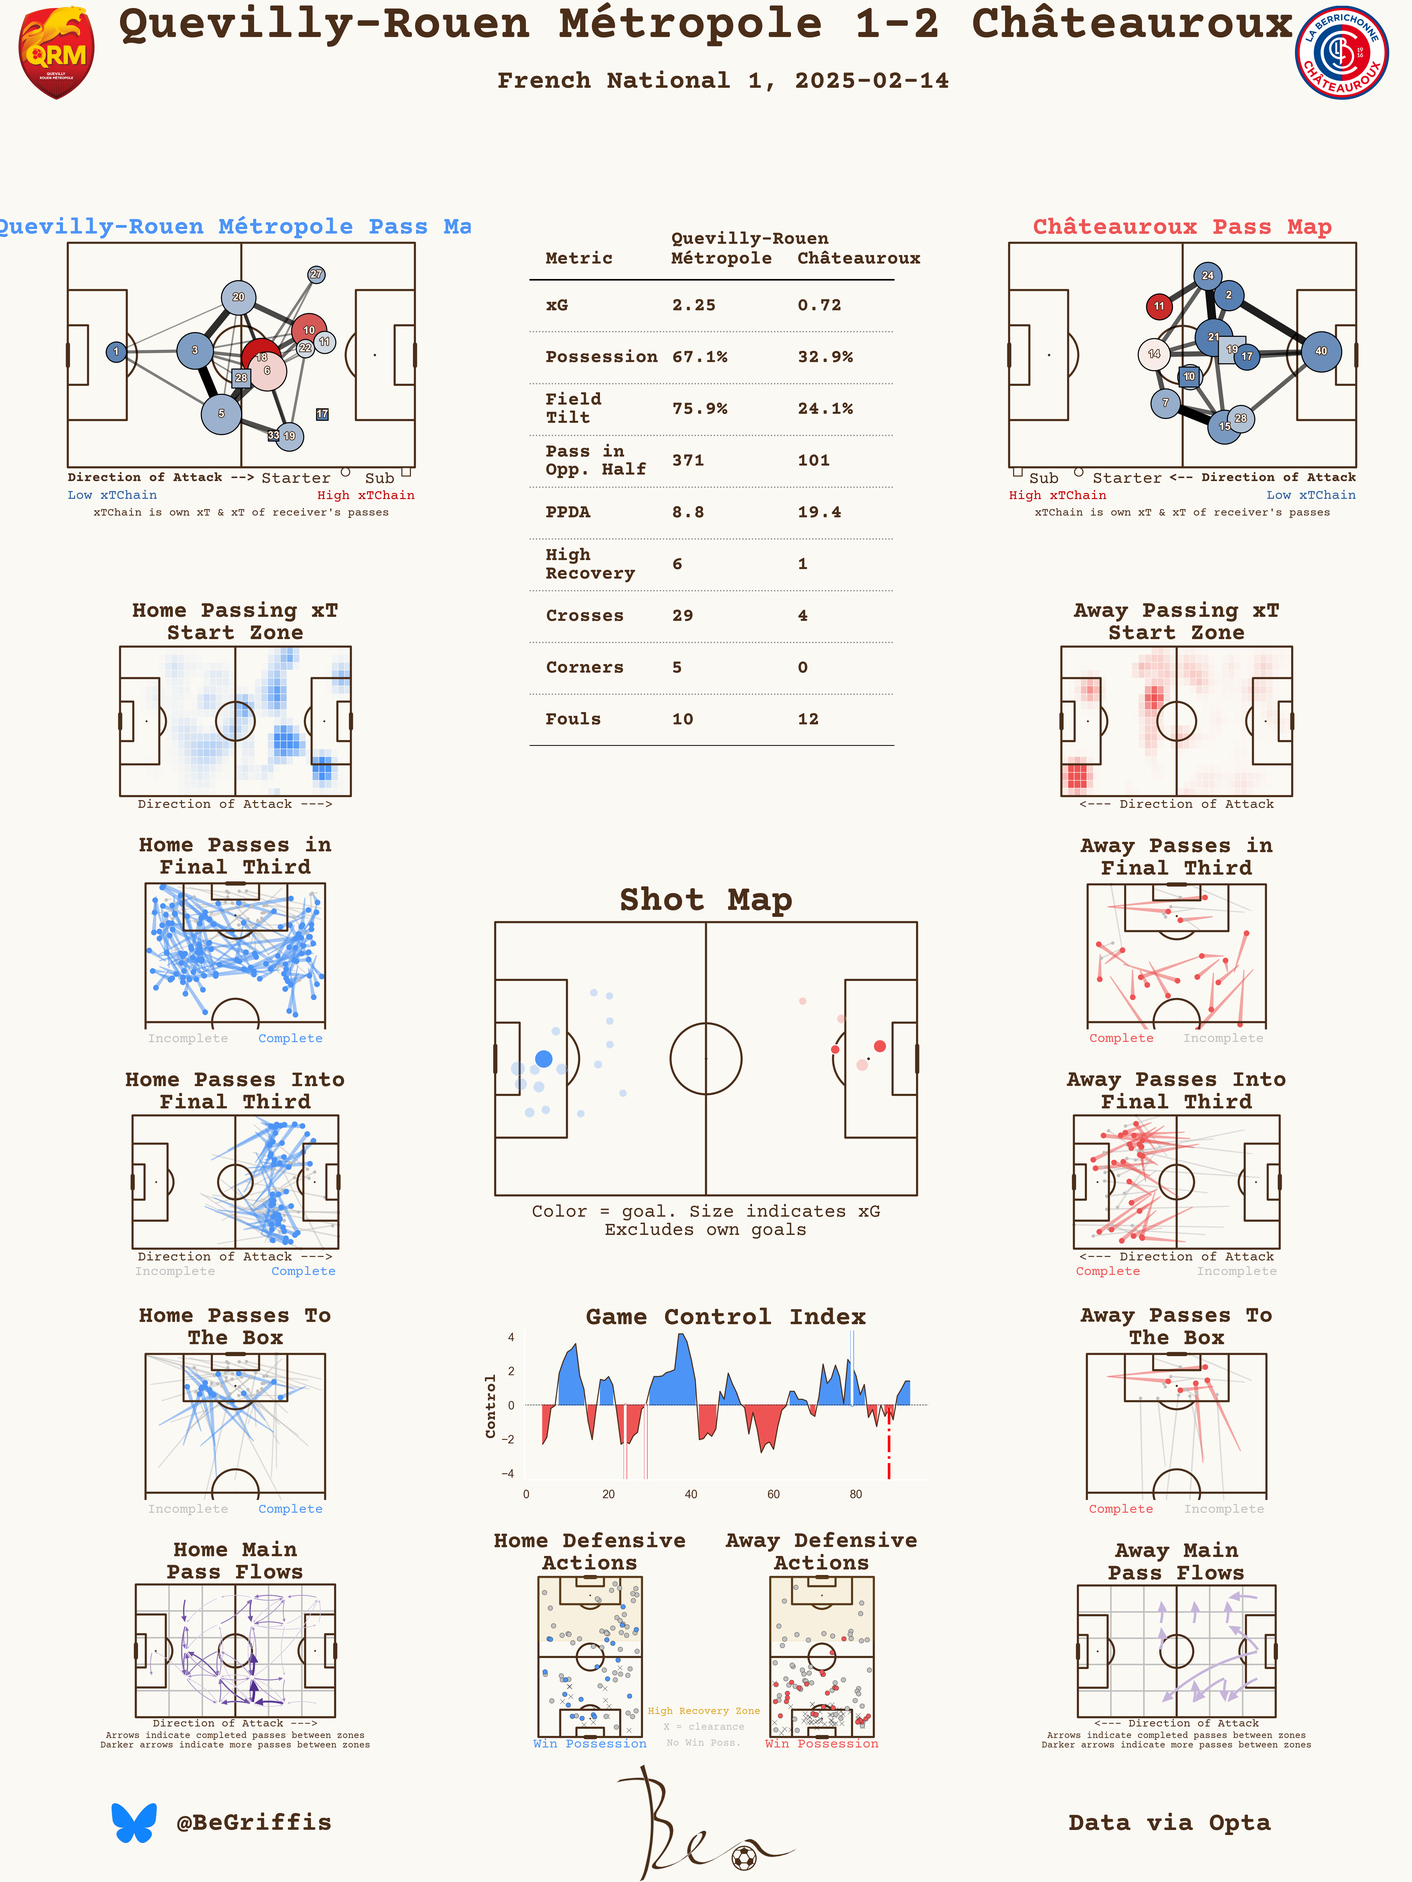 Quevilly-Rouen Métropole 1-2 Châteauroux
French National 1, 2025-02-14
QRM
QUEVILLY
ROUEN MÉTROPOLE
LA BERRICHONNE
CHÂTEAUROUX
19
16
Quevilly-Rouen Métropole Pass Ma
1
3
20
5
28
18
6
10
22
11
27
17
33
19
Direction of Attack --> Starter Sub
Low xTChain High xTChain
xTChain is own xT & xT of receiver's passes
Quevilly-Rouen
Metric Métropole Châteauroux
xG 2.25 0.72
Possession 67.1% 32.9%
Field
Tilt 75.9% 24.1%
Pass in
Opp. Half 371 101
PPDA 8.8 19.4
High
Recovery 6 1
Crosses 29 4
Corners 5 0
Fouls 10 12
Châteauroux Pass Map
24
2
11
21
14
19
17
40
10
7
15
28
Sub Starter <-- Direction of Attack
High xTChain Low xTChain
xTChain is own xT & xT of receiver's passes
Home Passing xT
Start Zone
Direction of Attack --->
Away Passing xT
Start Zone
<--- Direction of Attack
Home Passes in
Final Third
Incomplete Complete
Away Passes in
Final Third
Complete Incomplete
Shot Map
Color = goal. Size indicates xG
Excludes own goals
Home Passes Into
Final Third
Direction of Attack --->
Incomplete Complete
Away Passes Into
Final Third
<--- Direction of Attack
Complete Incomplete
Home Passes To
The Box
Incomplete Complete
Game Control Index
Control
4
2
0
−2
−4
0 20 40 60 80
Away Passes To
The Box
Complete Incomplete
Home Main
Pass Flows
Direction of Attack --->
Arrows indicate completed passes between zones
Darker arrows indicate more passes between zones
Home Defensive
Actions
Win Possession
High Recovery Zone
X = clearance
No Win Poss.
Away Defensive
Actions
Win Possession
Away Main
Pass Flows
<--- Direction of Attack
Arrows indicate completed passes between zones
Darker arrows indicate more passes between zones
@BeGriffis
Ben
Data via Opta